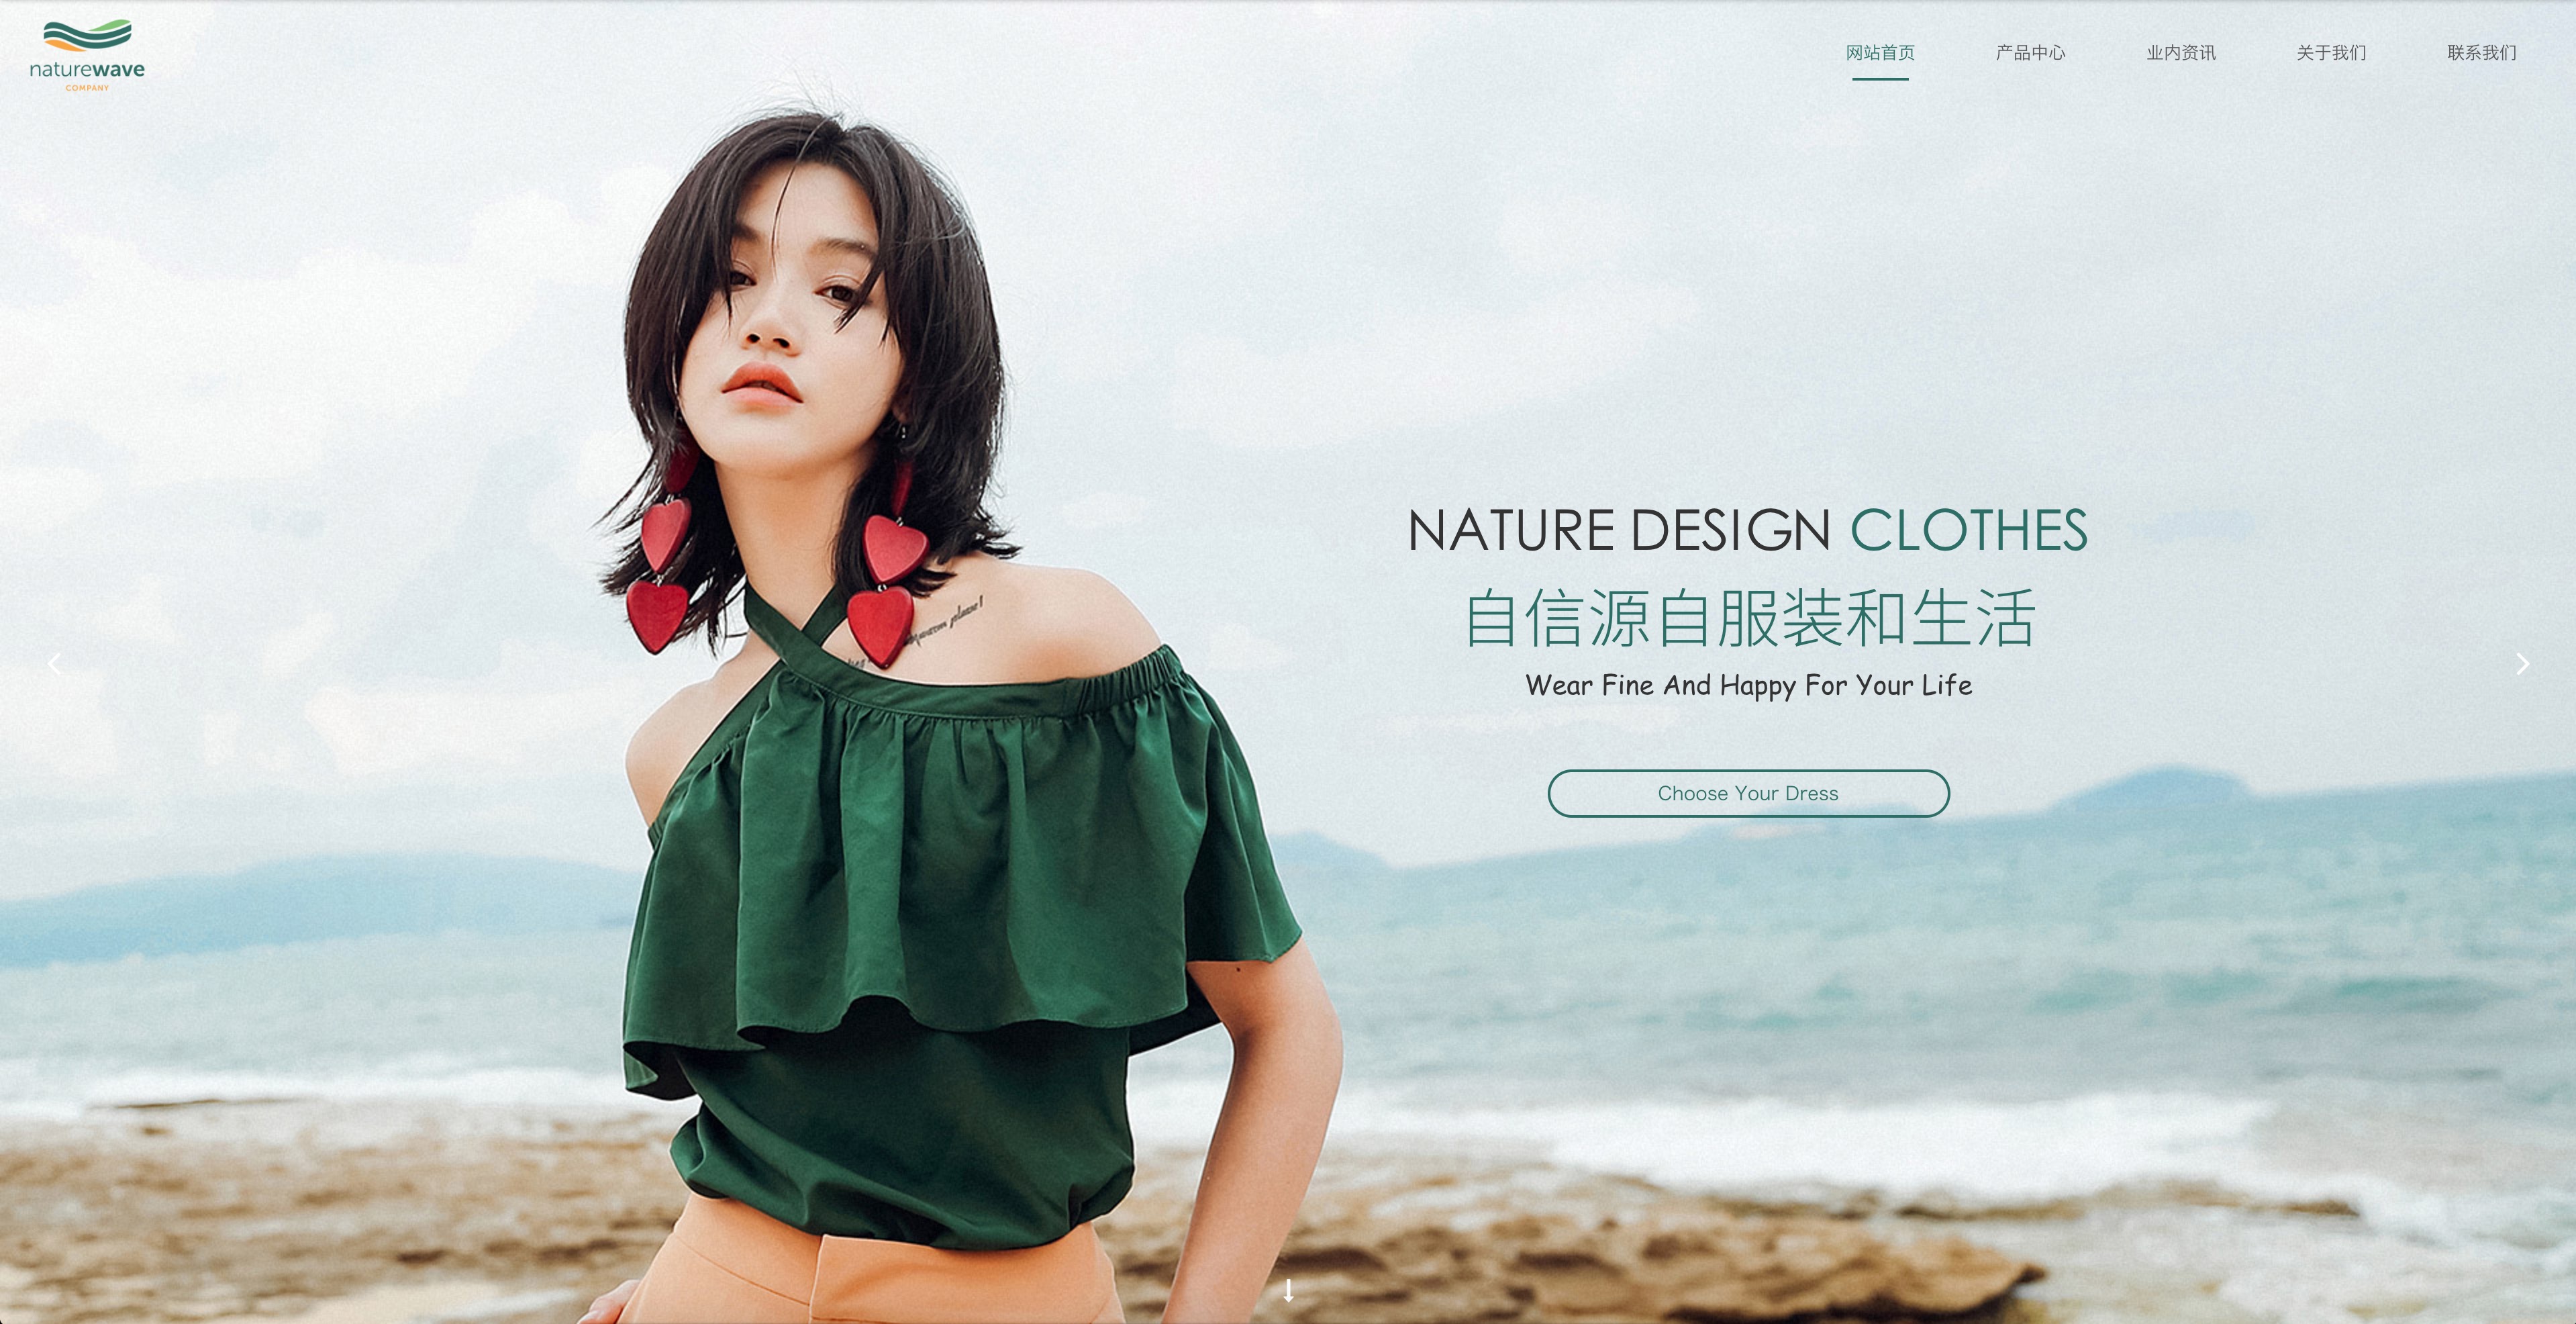 naturewave
COMPANY
网站首页
产品中心
业内资讯
关于我们
联系我们
NATURE DESIGN CLOTHES
自信源自服装和生活
Wear Fine And Happy For Your Life
Choose Your Dress